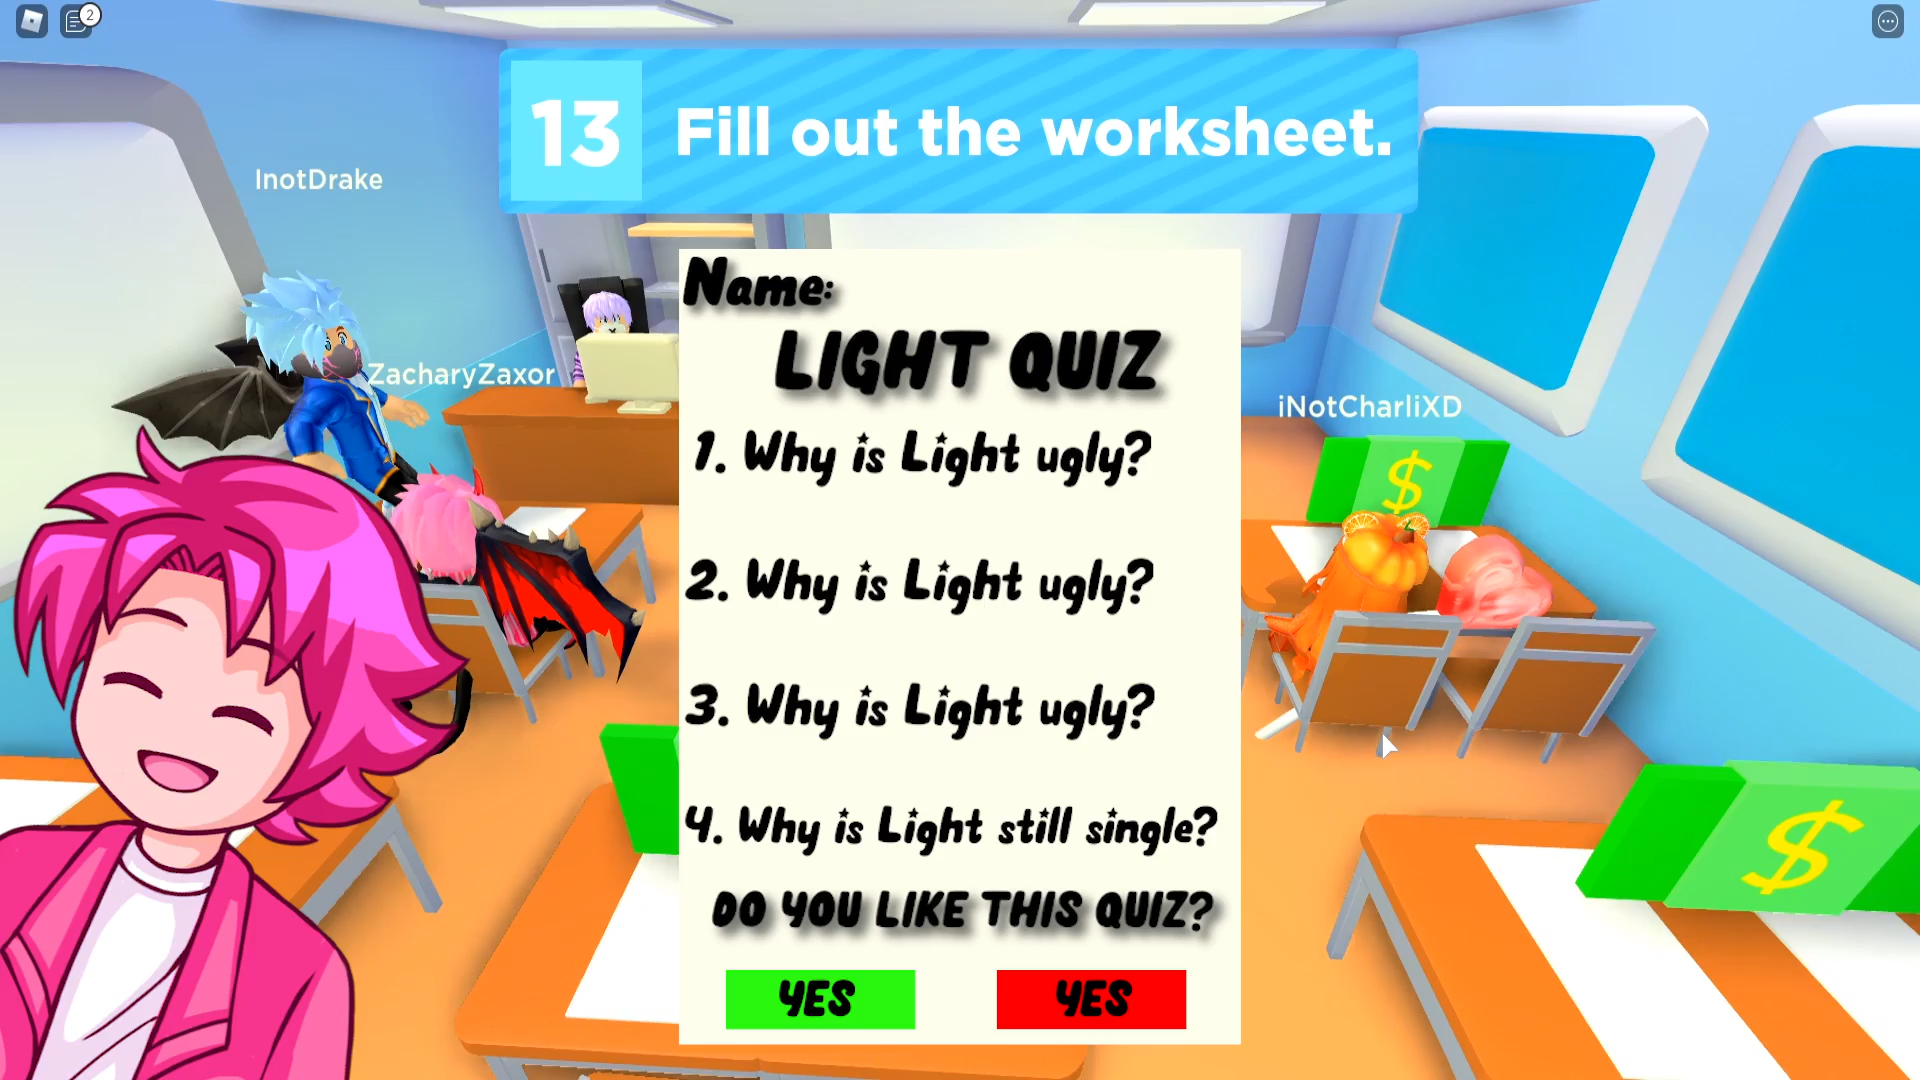 2
13 Fill out the worksheet.
InotDrake
ZacharyZaxor
iNotCharliXD
Name:
LIGHT QUIZ
1. Why is Light ugly?
2. Why is Light ugly?
3. Why is Light ugly?
4. Why is Light still single?
DO YOU LIKE THIS QUIZ?
YES YES
$
$